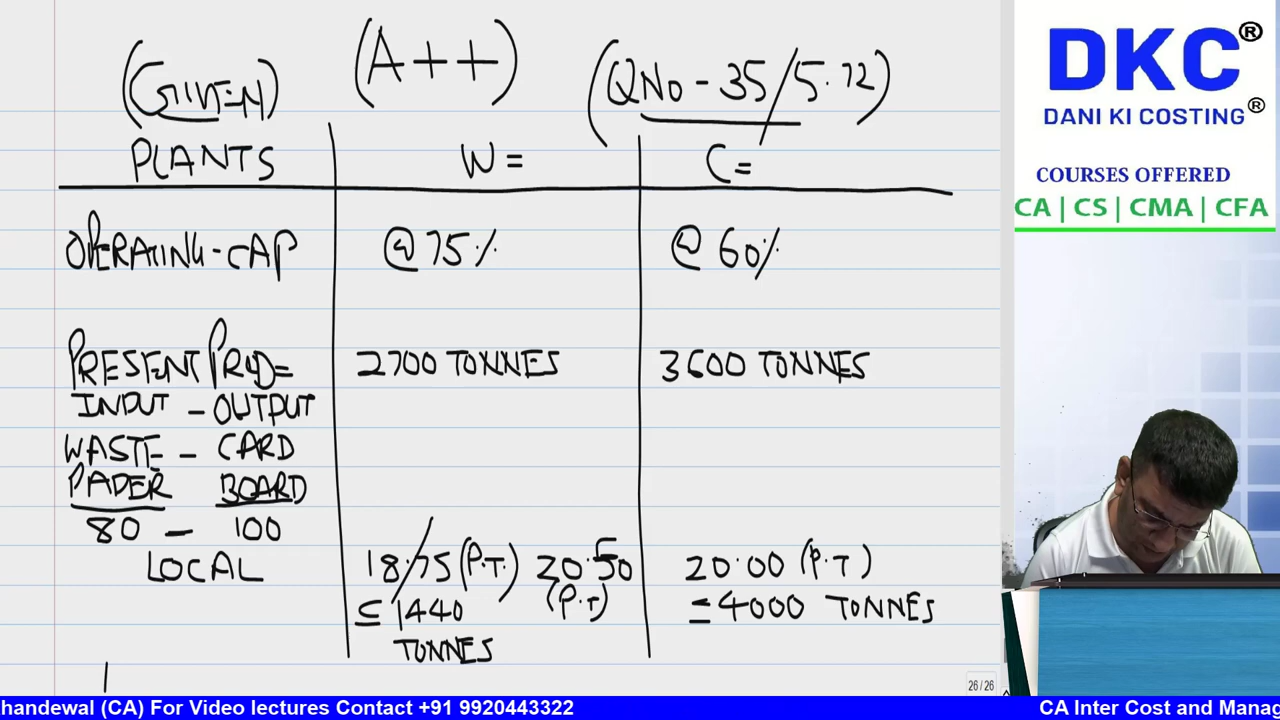 (GIVEN) (A++) (QNo - 35/5.12)
PLANTS W= C=
OPERATING-CAP @75% @60%
PRESENT PROD= 2700 TONNES 3600 TONNES
INPUT - OUTPUT
WASTE - CARD
PAPER BOARD
80 - 100
LOCAL 18.75 (P.T.) 20.50 (P.T) 20.00 (P.T)
≤ 1440 TONNES ≤ 4000 TONNES
26 / 26
DKC®
DANI KI COSTING®
COURSES OFFERED
CA | CS | CMA | CFA
handewal (CA) For Video lectures Contact +91 9920443322 CA Inter Cost and Manag